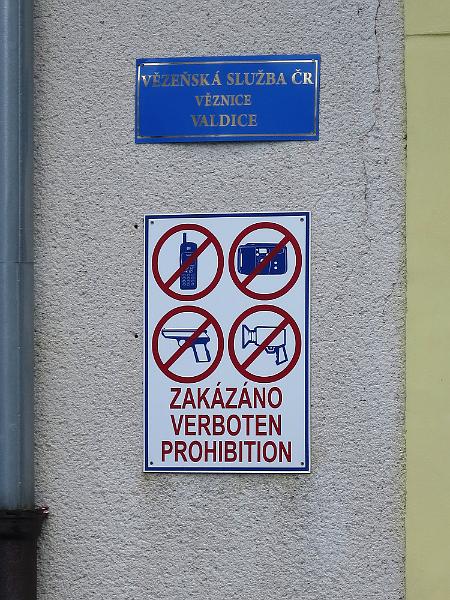 VĚZEŇSKÁ SLUŽBA ČR
VĚZNICE
VALDICE
ZAKÁZÁNO
VERBOTEN
PROHIBITION